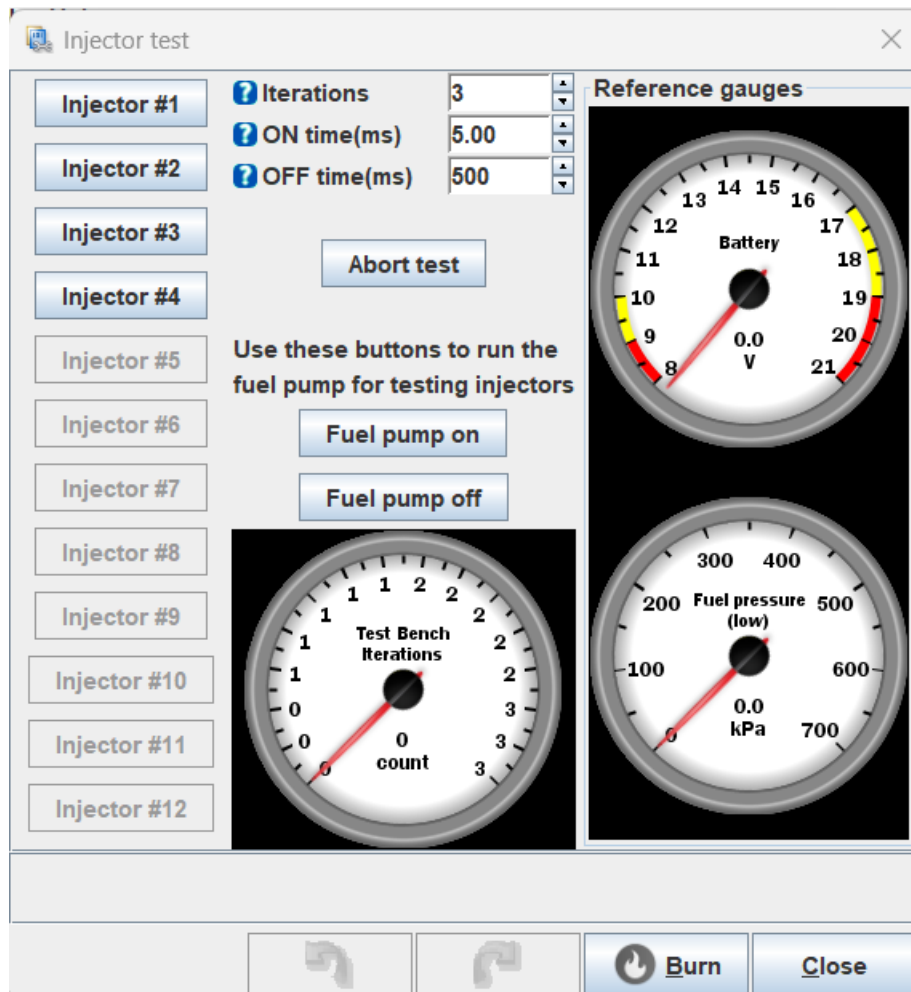 Injector test
Injector #1
Injector #2
Injector #3
Injector #4
Injector #5
Injector #6
Injector #7
Injector #8
Injector #9
Injector #10
Injector #11
Injector #12
Iterations 3
ON time(ms) 5.00
OFF time(ms) 500
Abort test
Use these buttons to run the
fuel pump for testing injectors
Fuel pump on
Fuel pump off
0 0 0 1 1 1 1 1 2 2 2 2 2 3 3 3
Test Bench
Iterations
0
count
Reference gauges
8 9 10 11 12 13 14 15 16 17 18 19 20 21
Battery
0.0
V
0 100 200 300 400 500 600 700
Fuel pressure
(low)
0.0
kPa
Burn
Close